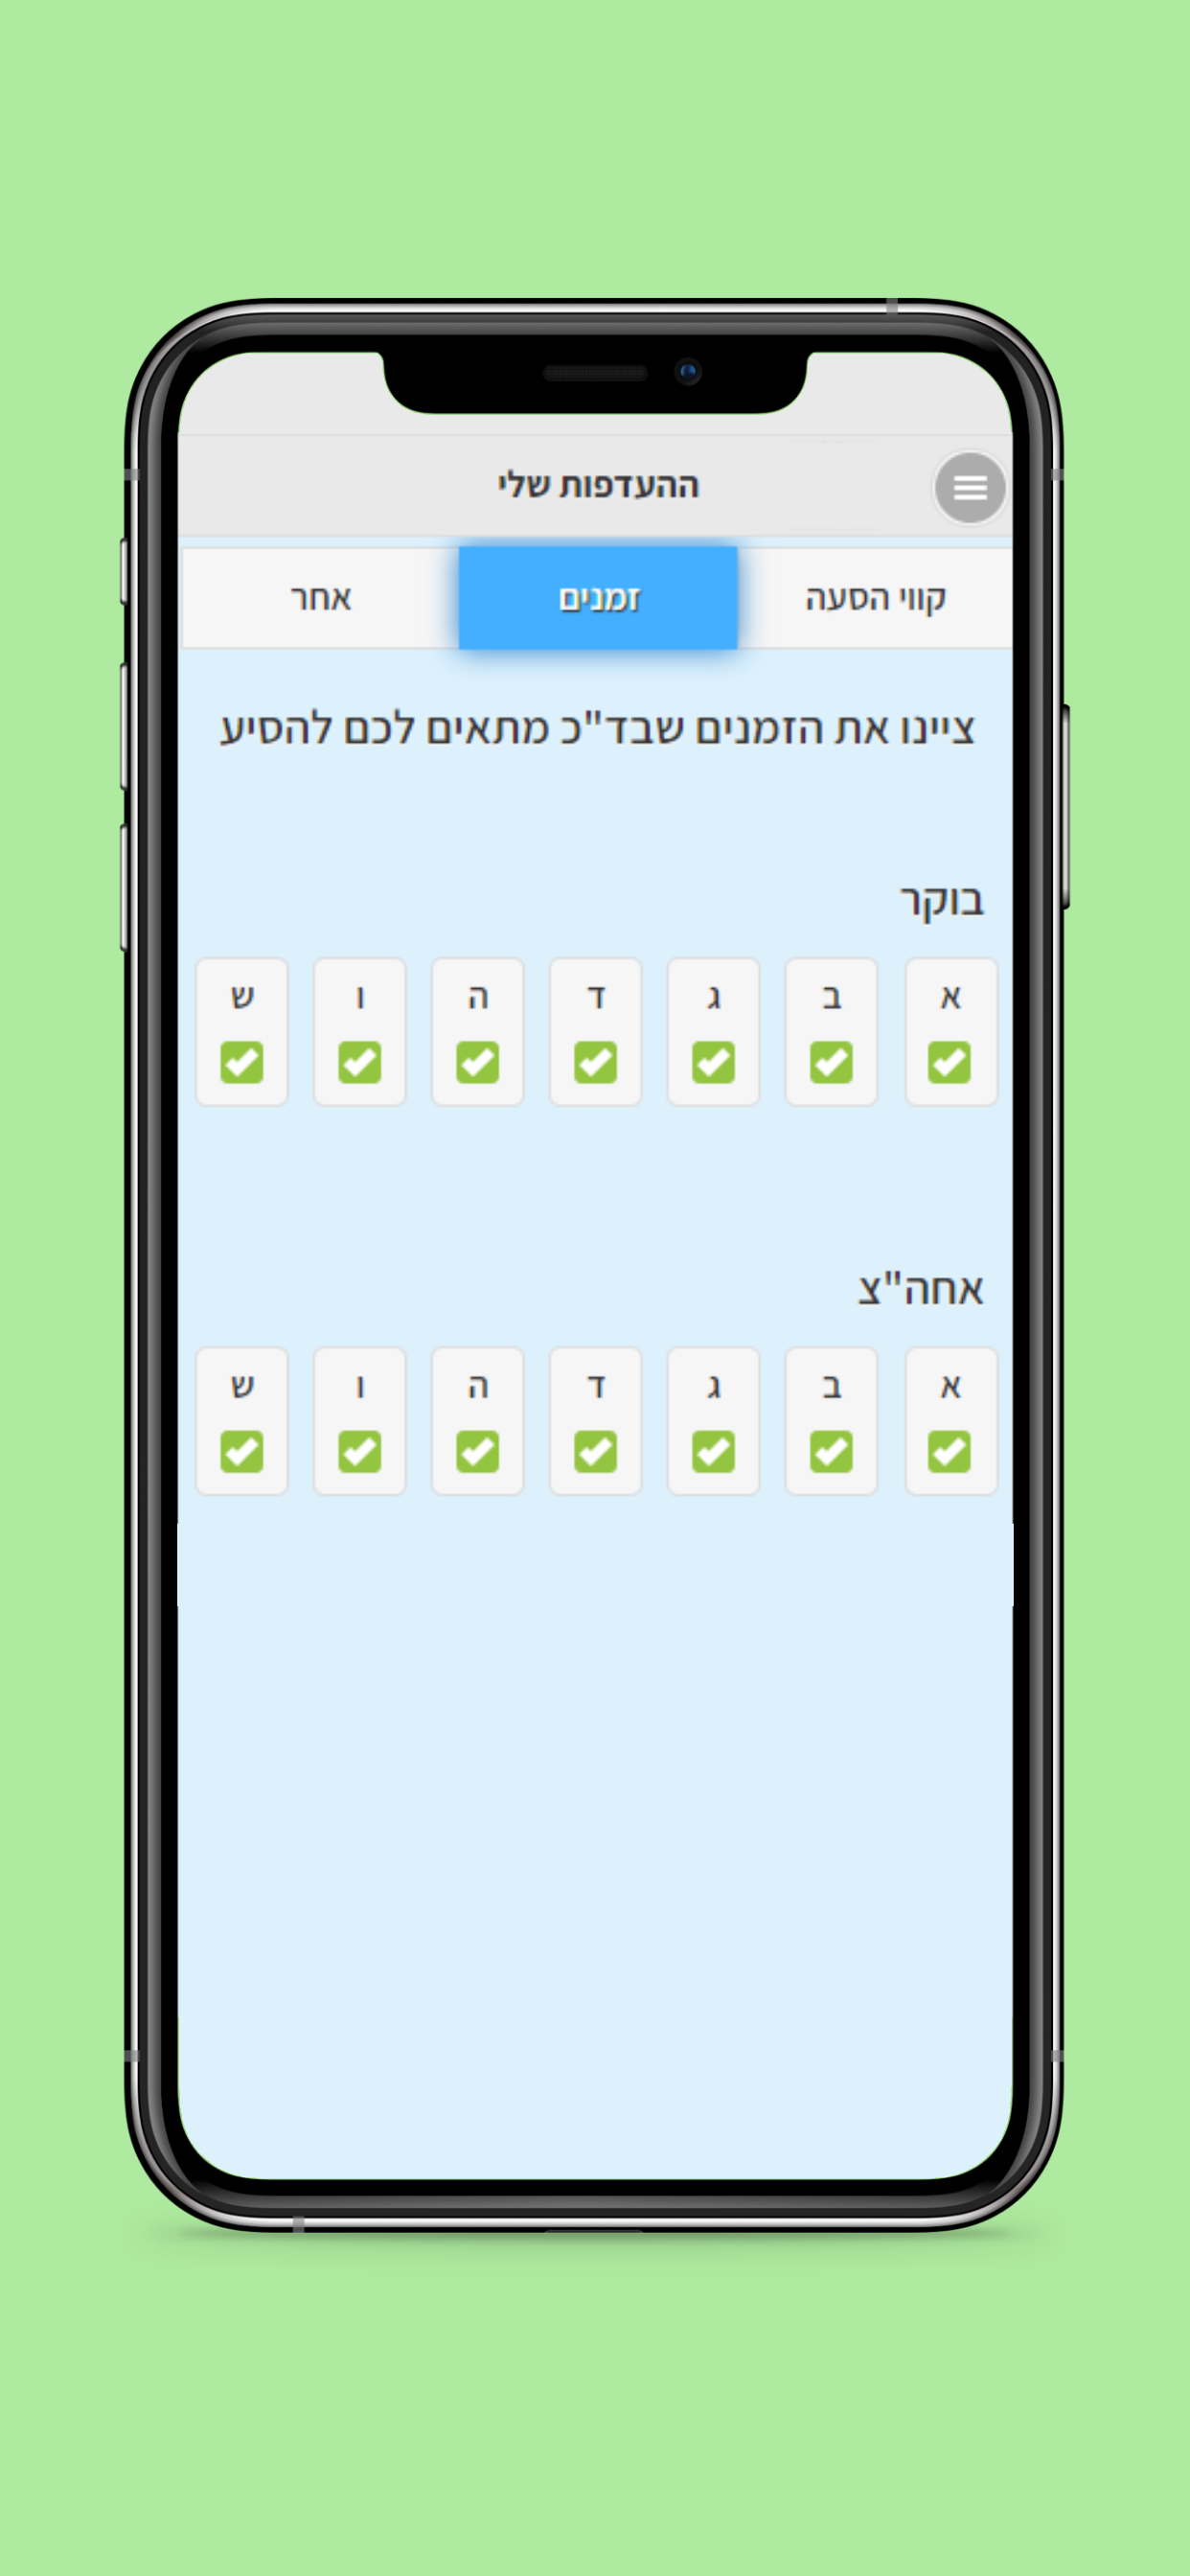 ההעדפות שלי
קווי הסעה זמנים אחר
ציינו את הזמנים שבד"כ מתאים לכם להסיע
בוקר
א ב ג ד ה ו ש
אחה"צ
א ב ג ד ה ו ש